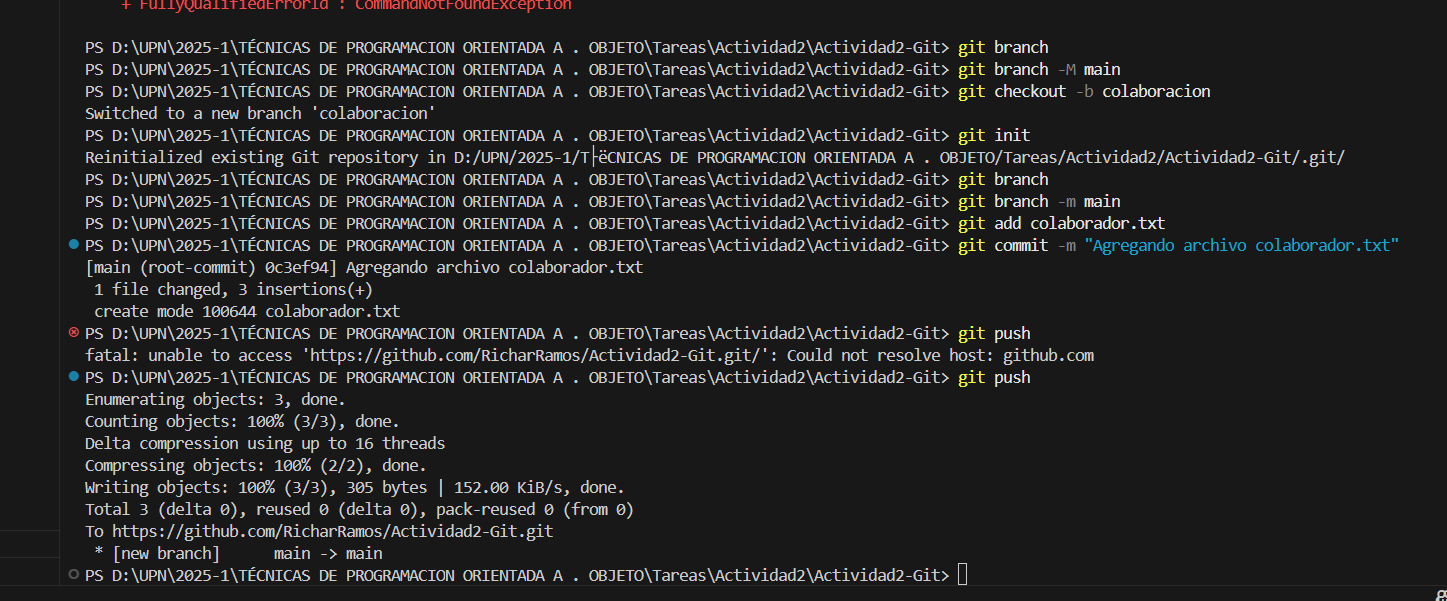 + FullyQualifiedErrorId : CommandNotFoundException
PS D:\UPN\2025-1\TÉCNICAS DE PROGRAMACION ORIENTADA A . OBJETO\Tareas\Actividad2\Actividad2-Git> git branch
PS D:\UPN\2025-1\TÉCNICAS DE PROGRAMACION ORIENTADA A . OBJETO\Tareas\Actividad2\Actividad2-Git> git branch -M main
PS D:\UPN\2025-1\TÉCNICAS DE PROGRAMACION ORIENTADA A . OBJETO\Tareas\Actividad2\Actividad2-Git> git checkout -b colaboracion
Switched to a new branch 'colaboracion'
PS D:\UPN\2025-1\TÉCNICAS DE PROGRAMACION ORIENTADA A . OBJETO\Tareas\Actividad2\Actividad2-Git> git init
Reinitialized existing Git repository in D:/UPN/2025-1/T├ëCNICAS DE PROGRAMACION ORIENTADA A . OBJETO/Tareas/Actividad2/Actividad2-Git/.git/
PS D:\UPN\2025-1\TÉCNICAS DE PROGRAMACION ORIENTADA A . OBJETO\Tareas\Actividad2\Actividad2-Git> git branch
PS D:\UPN\2025-1\TÉCNICAS DE PROGRAMACION ORIENTADA A . OBJETO\Tareas\Actividad2\Actividad2-Git> git branch -m main
PS D:\UPN\2025-1\TÉCNICAS DE PROGRAMACION ORIENTADA A . OBJETO\Tareas\Actividad2\Actividad2-Git> git add colaborador.txt
PS D:\UPN\2025-1\TÉCNICAS DE PROGRAMACION ORIENTADA A . OBJETO\Tareas\Actividad2\Actividad2-Git> git commit -m "Agregando archivo colaborador.txt"
[main (root-commit) 0c3ef94] Agregando archivo colaborador.txt
1 file changed, 3 insertions(+)
create mode 100644 colaborador.txt
PS D:\UPN\2025-1\TÉCNICAS DE PROGRAMACION ORIENTADA A . OBJETO\Tareas\Actividad2\Actividad2-Git> git push
fatal: unable to access 'https://github.com/RicharRamos/Actividad2-Git.git/': Could not resolve host: github.com
PS D:\UPN\2025-1\TÉCNICAS DE PROGRAMACION ORIENTADA A . OBJETO\Tareas\Actividad2\Actividad2-Git> git push
Enumerating objects: 3, done.
Counting objects: 100% (3/3), done.
Delta compression using up to 16 threads
Compressing objects: 100% (2/2), done.
Writing objects: 100% (3/3), 305 bytes | 152.00 KiB/s, done.
Total 3 (delta 0), reused 0 (delta 0), pack-reused 0 (from 0)
To https://github.com/RicharRamos/Actividad2-Git.git
* [new branch]      main -> main
PS D:\UPN\2025-1\TÉCNICAS DE PROGRAMACION ORIENTADA A . OBJETO\Tareas\Actividad2\Actividad2-Git>